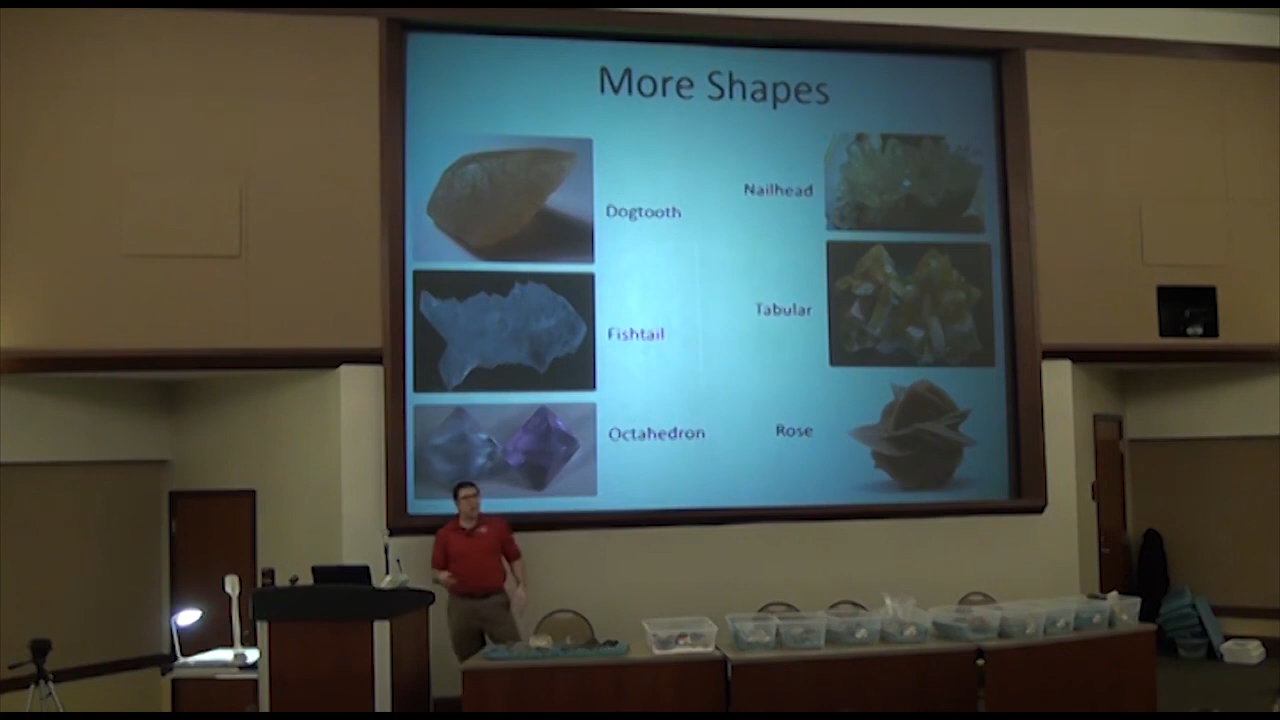 More Shapes
Dogtooth
Nailhead
Fishtail
Tabular
Octahedron
Rose